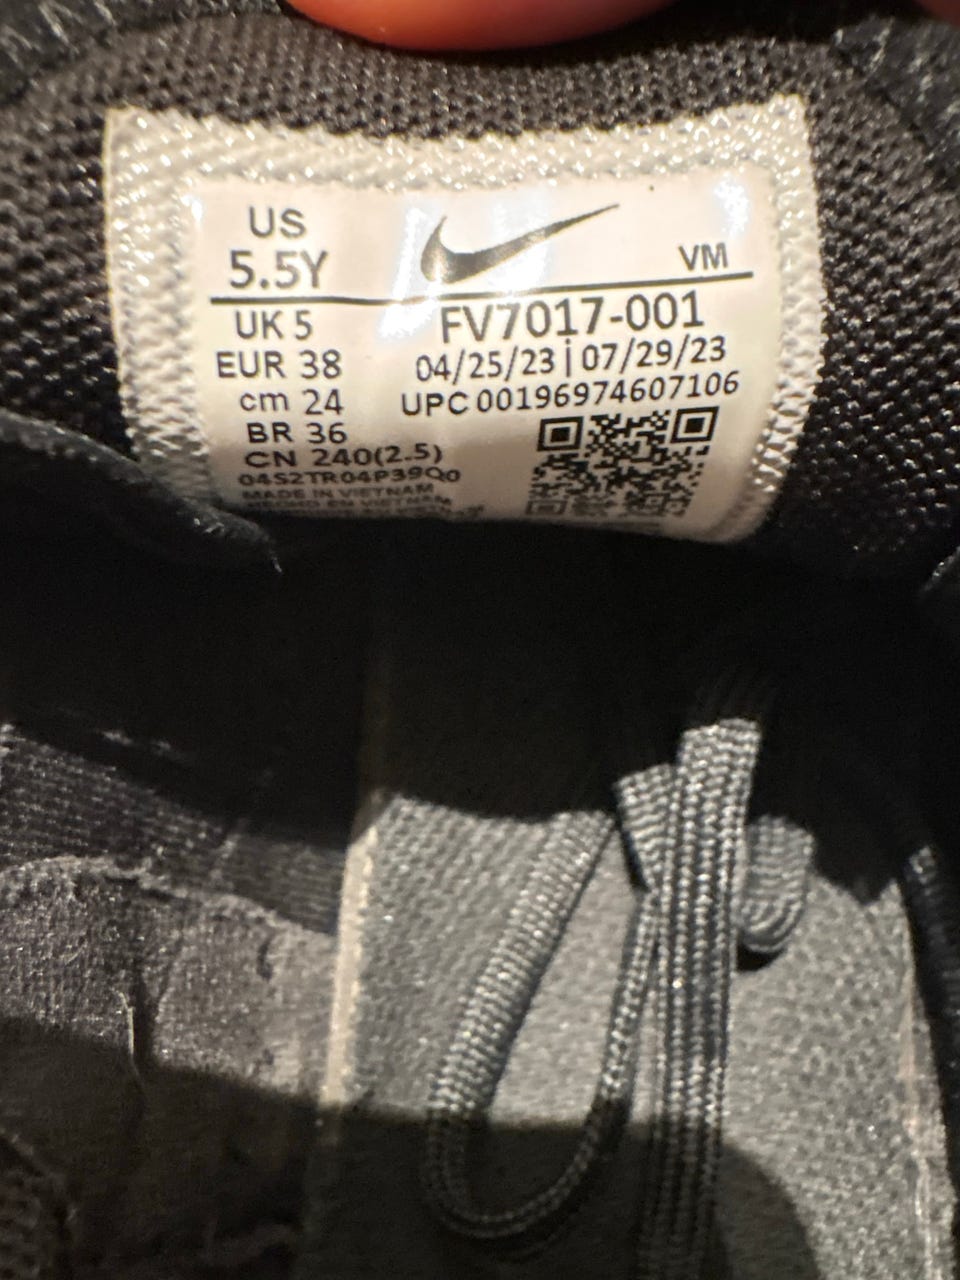 US
5.5Y
VM
UK 5
EUR 38
cm 24
BR 36
CN 240(2.5)
04S2TR04P39Q0
MADE IN VIETNAM
FV7017-001
04/25/23 | 07/29/23
UPC 00196974607106